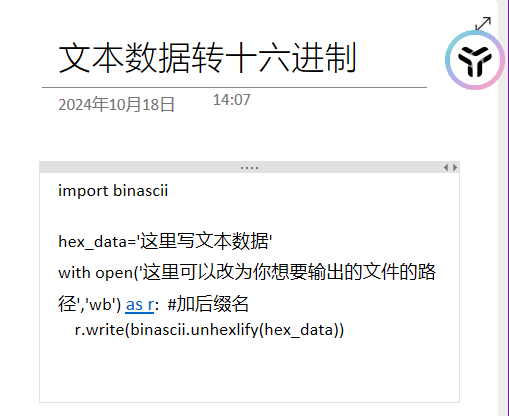 文本数据转十六进制
2024年10月18日 14:07
import binascii
hex_data='这里写文本数据'
with open('这里可以改为你想要输出的文件的路
径','wb') as r: #加后缀名
r.write(binascii.unhexlify(hex_data))